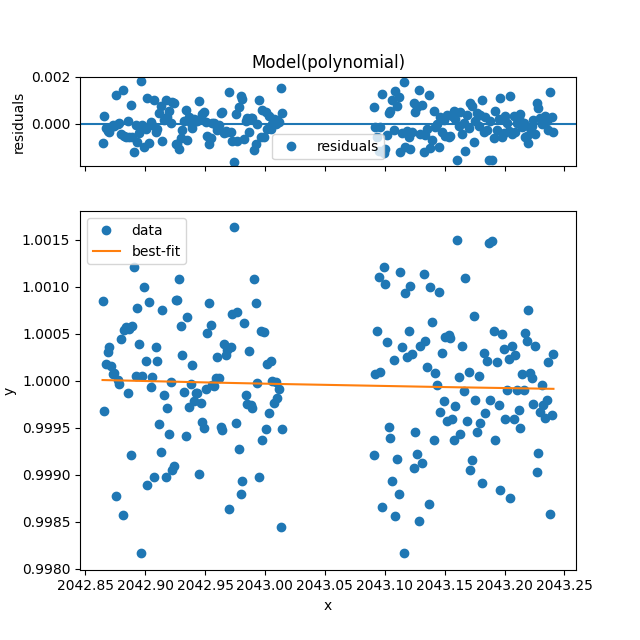 Model(polynomial)
0.002
0.000
residuals
residuals
data
best-fit
1.0015
1.0010
1.0005
1.0000
0.9995
0.9990
0.9985
0.9980
y
2042.85 2042.90 2042.95 2043.00 2043.05 2043.10 2043.15 2043.20 2043.25
x